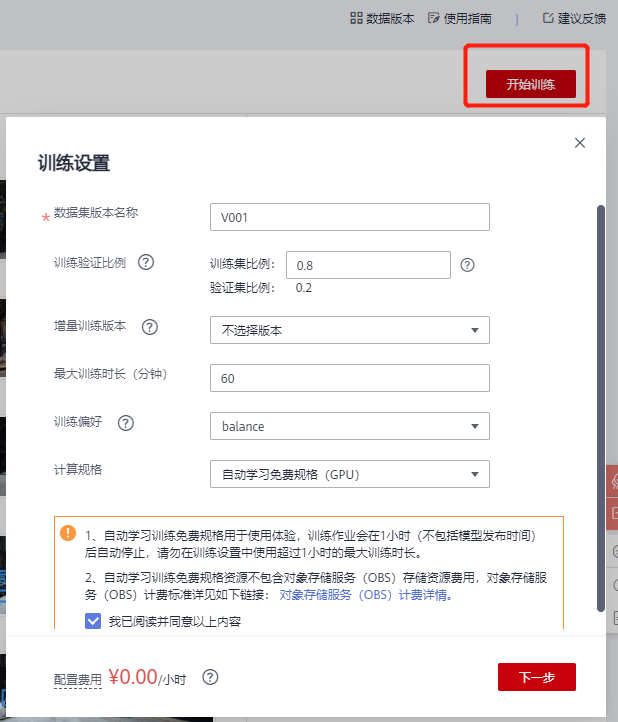 数据版本 使用指南 | 建议反馈
开始训练
训练设置
* 数据集版本名称 V001
训练验证比例 ? 训练集比例： 0.8 ?
验证集比例： 0.2
增量训练版本 ? 不选择版本
最大训练时长（分钟） 60
训练偏好 ? balance
计算规格 自动学习免费规格（GPU）
1、自动学习训练免费规格用于使用体验，训练作业会在1小时（不包括模型发布时间）
后自动停止，请勿在训练设置中使用超过1小时的最大训练时长。
2、自动学习训练免费规格资源不包含对象存储服务（OBS）存储资源费用，对象存储服
务（OBS）计费标准详见如下链接： 对象存储服务（OBS）计费详情。
我已阅读并同意以上内容
配置费用 ¥0.00/小时 ? 下一步